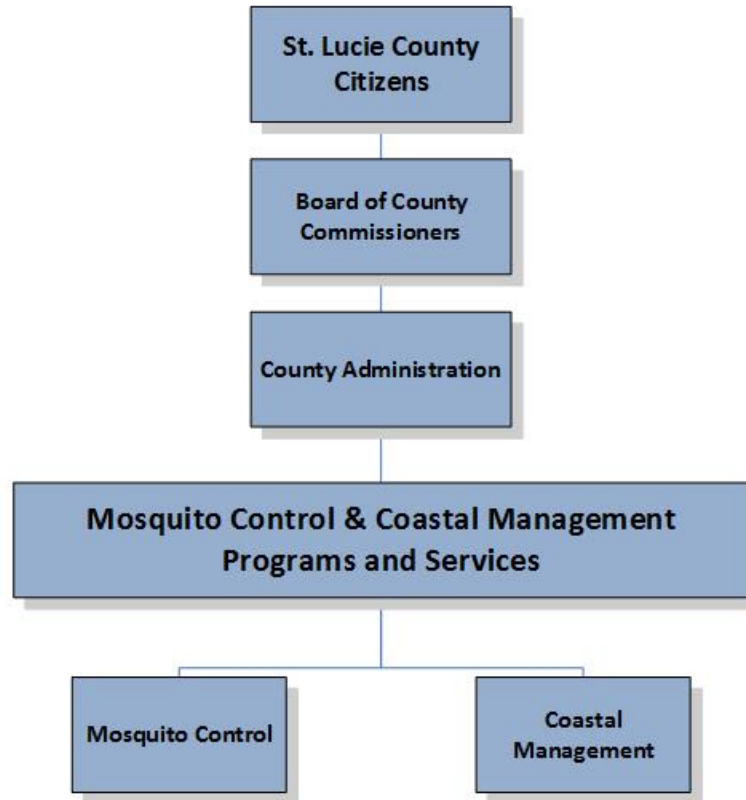 St. Lucie County
Citizens
Board of County
Commissioners
County Administration
Mosquito Control & Coastal Management
Programs and Services
Mosquito Control
Coastal
Management